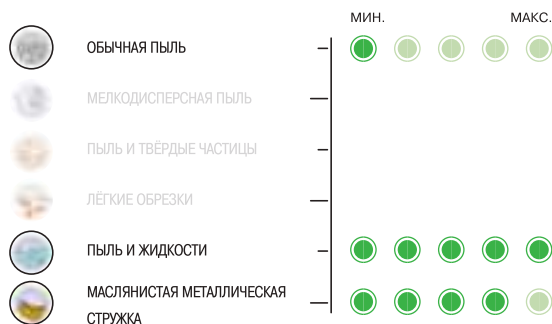 МИН. МАКС.
ОБЫЧНАЯ ПЫЛЬ
МЕЛКОДИСПЕРСНАЯ ПЫЛЬ
ПЫЛЬ И ТВЁРДЫЕ ЧАСТИЦЫ
ЛЁГКИЕ ОБРЕЗКИ
ПЫЛЬ И ЖИДКОСТИ
МАСЛЯНИСТАЯ МЕТАЛЛИЧЕСКАЯ
СТРУЖКА